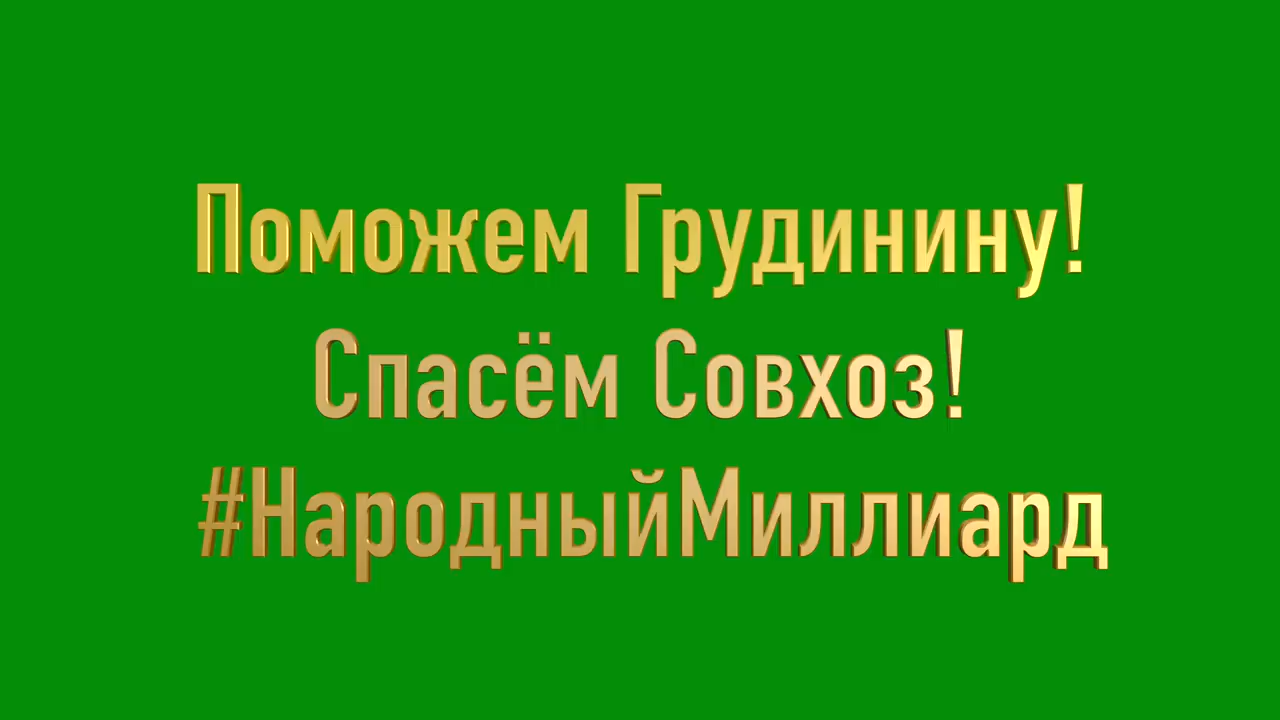 Поможем Грудинину!
Спасём Совхоз!
#НародныйМиллиард